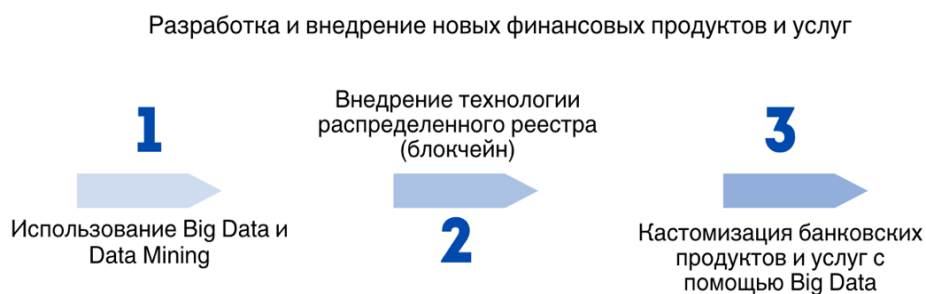 Разработка и внедрение новых финансовых продуктов и услуг
1
Использование Big Data и
Data Mining
Внедрение технологии
распределенного реестра
(блокчейн)
2
3
Кастомизация банковских
продуктов и услуг с
помощью Big Data